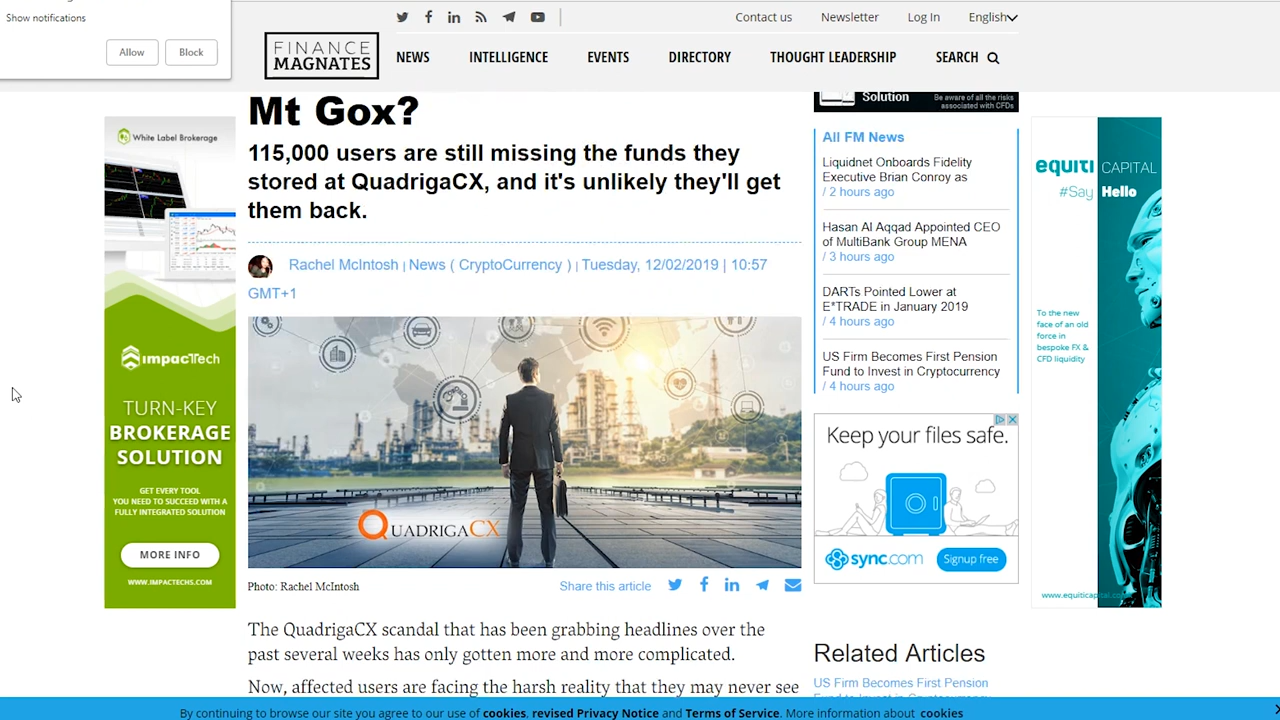 Show notifications
Allow
Block
Contact us
Newsletter
Log In
English
FINANCE
MAGNATES
NEWS
INTELLIGENCE
EVENTS
DIRECTORY
THOUGHT LEADERSHIP
SEARCH
Mt Gox?
115,000 users are still missing the funds they
stored at QuadrigaCX, and it's unlikely they'll get
them back.
Rachel McIntosh | News ( CryptoCurrency ) | Tuesday, 12/02/2019 | 10:57
GMT+1
QUADRIGACX
Photo: Rachel McIntosh
Share this article
The QuadrigaCX scandal that has been grabbing headlines over the
past several weeks has only gotten more and more complicated.
Now, affected users are facing the harsh reality that they may never see
White Label Brokerage
impacTech
TURN-KEY
BROKERAGE
SOLUTION
GET EVERY TOOL
YOU NEED TO SUCCEED WITH A
FULLY INTEGRATED SOLUTION
MORE INFO
WWW.IMPACTECHS.COM
Solution
Be aware of all the risks
associated with CFDs
All FM News
Liquidnet Onboards Fidelity
Executive Brian Conroy as
/ 2 hours ago
Hasan Al Aqqad Appointed CEO
of MultiBank Group MENA
/ 3 hours ago
DARTs Pointed Lower at
E*TRADE in January 2019
/ 4 hours ago
US Firm Becomes First Pension
Fund to Invest in Cryptocurrency
/ 4 hours ago
Keep your files safe.
sync.com
Signup free
Related Articles
US Firm Becomes First Pension
Fund to Invest in Cryptocurrency
equiti CAPITAL
#Say Hello
To the new
face of an old
force in
bespoke FX &
CFD liquidity
www.equiticapital.com
By continuing to browse our site you agree to our use of cookies, revised Privacy Notice and Terms of Service. More information about cookies